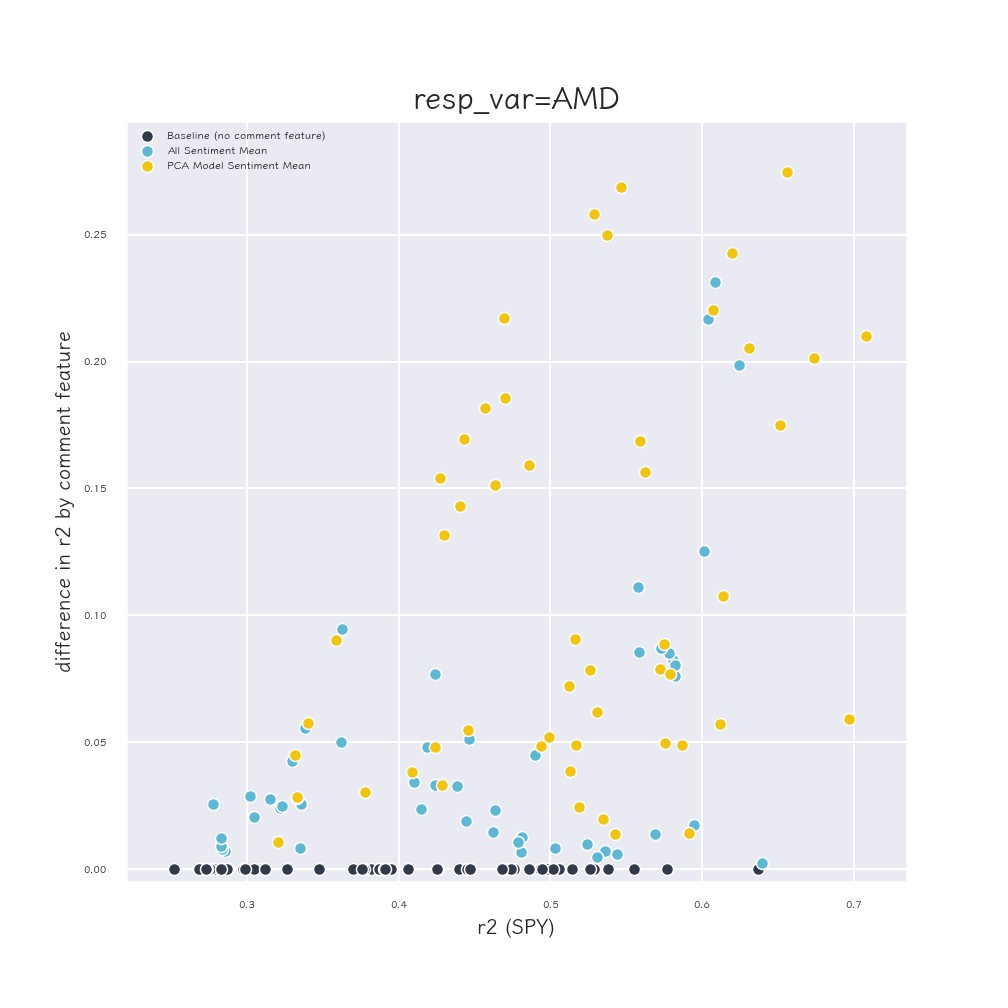 resp_var=AMD
Baseline (no comment feature)
All Sentiment Mean
PCA Model Sentiment Mean
difference in r2 by comment feature
0.25
0.20
0.15
0.10
0.05
0.00
0.3 0.4 0.5 0.6 0.7
r2 (SPY)